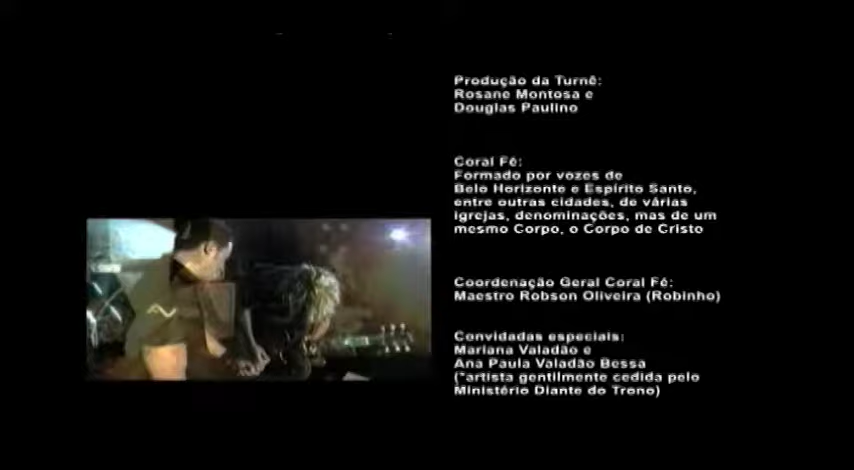 Produção da Turnê:
Rosane Montosa e
Douglas Paulino
Coral Fé:
Formado por vozes de
Belo Horizonte e Espírito Santo,
entre outras cidades, de várias
igrejas, denominações, mas de um
mesmo Corpo, o Corpo de Cristo
Coordenação Geral Coral Fé:
Maestro Robson Oliveira (Robinho)
Convidadas especiais:
Mariana Valadão e
Ana Paula Valadão Bessa
(*artista gentilmente cedida pelo
Ministério Diante do Trono)